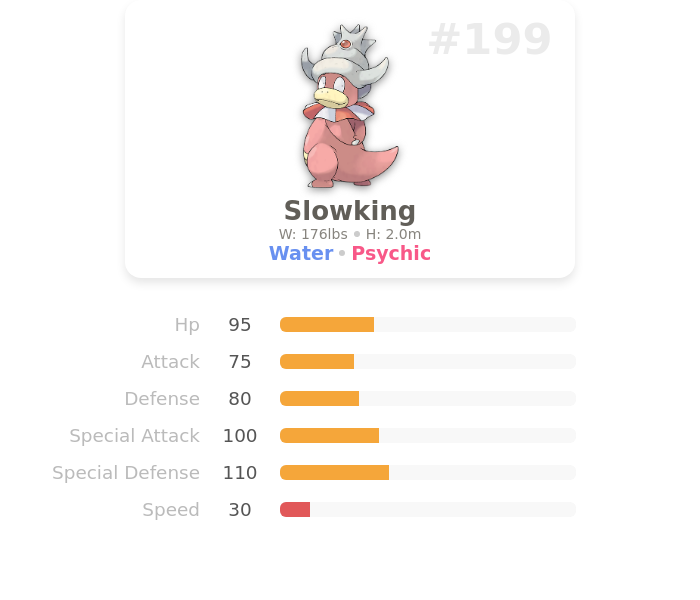 #199
Slowking
W: 176lbs • H: 2.0m
Water • Psychic
Hp 95
Attack 75
Defense 80
Special Attack 100
Special Defense 110
Speed 30